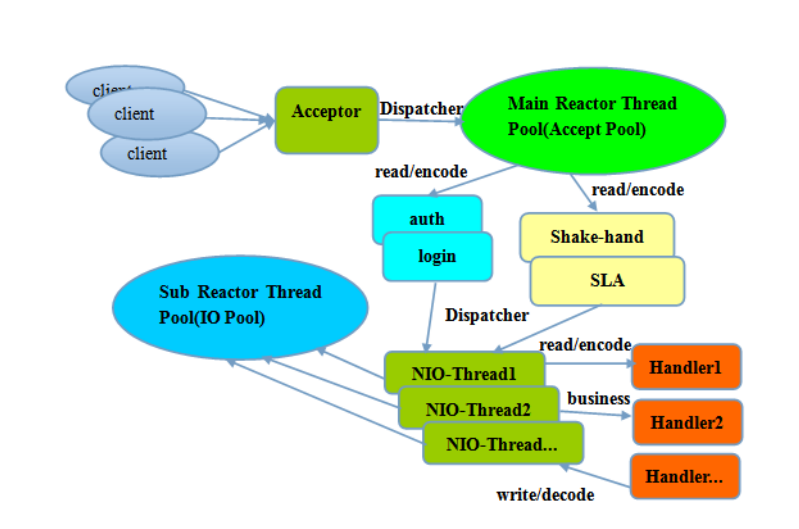 client
client
client
Acceptor
Dispatcher
Main Reactor Thread
Pool(Accept Pool)
read/encode
read/encode
auth
login
Shake-hand
SLA
Sub Reactor Thread
Pool(IO Pool)
Dispatcher
read/encode
NIO-Thread1
Handler1
business
NIO-Thread2
Handler2
NIO-Thread...
Handler...
write/decode